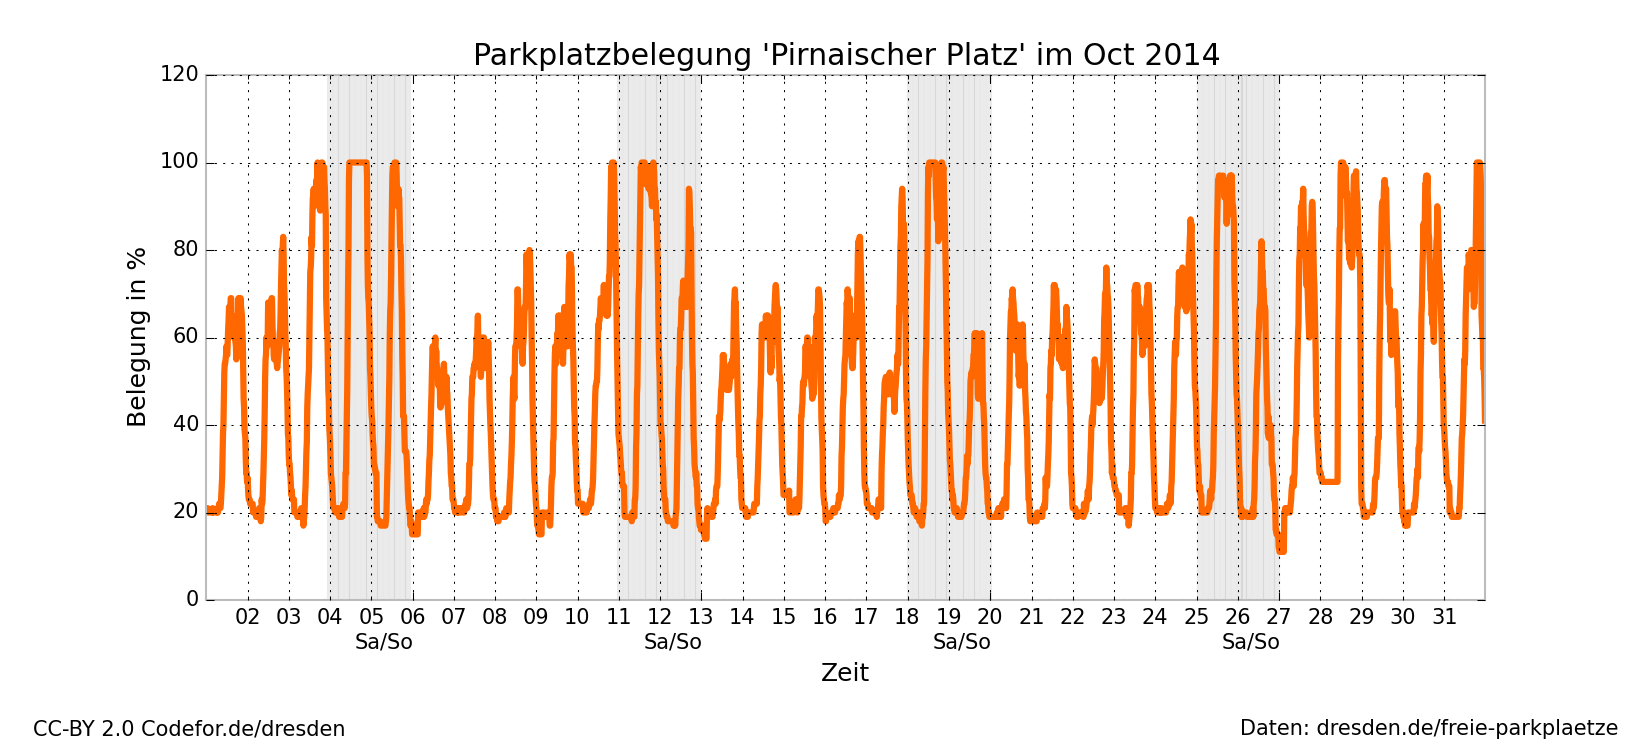 Parkplatzbelegung 'Pirnaischer Platz' im Oct 2014
120
100
80
60
40
20
0
Belegung in %
02 03 04 05 06 07 08 09 10 11 12 13 14 15 16 17 18 19 20 21 22 23 24 25 26 27 28 29 30 31
Sa/So Sa/So Sa/So Sa/So
Zeit
CC-BY 2.0 Codefor.de/dresden
Daten: dresden.de/freie-parkplaetze